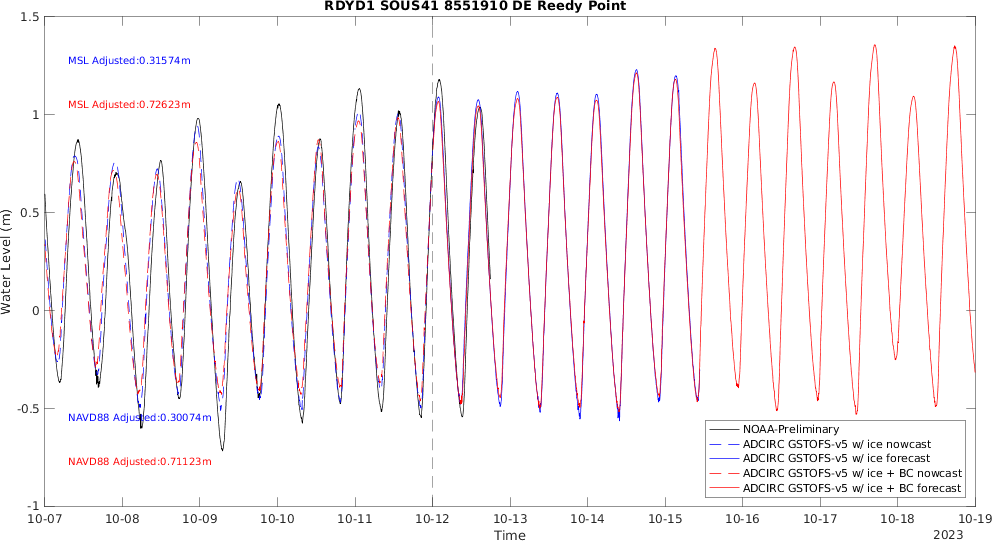 RDYD1 SOUS41 8551910 DE Reedy Point
1.5
1
0.5
0
-0.5
-1
Water Level (m)
MSL Adjusted:0.31574m
MSL Adjusted:0.72623m
NAVD88 Adjusted:0.30074m
NAVD88 Adjusted:0.71123m
NOAA-Preliminary
ADCIRC GSTOFS-v5 w/ ice nowcast
ADCIRC GSTOFS-v5 w/ ice forecast
ADCIRC GSTOFS-v5 w/ ice + BC nowcast
ADCIRC GSTOFS-v5 w/ ice + BC forecast
10-07 10-08 10-09 10-10 10-11 10-12 10-13 10-14 10-15 10-16 10-17 10-18 10-19
Time
2023